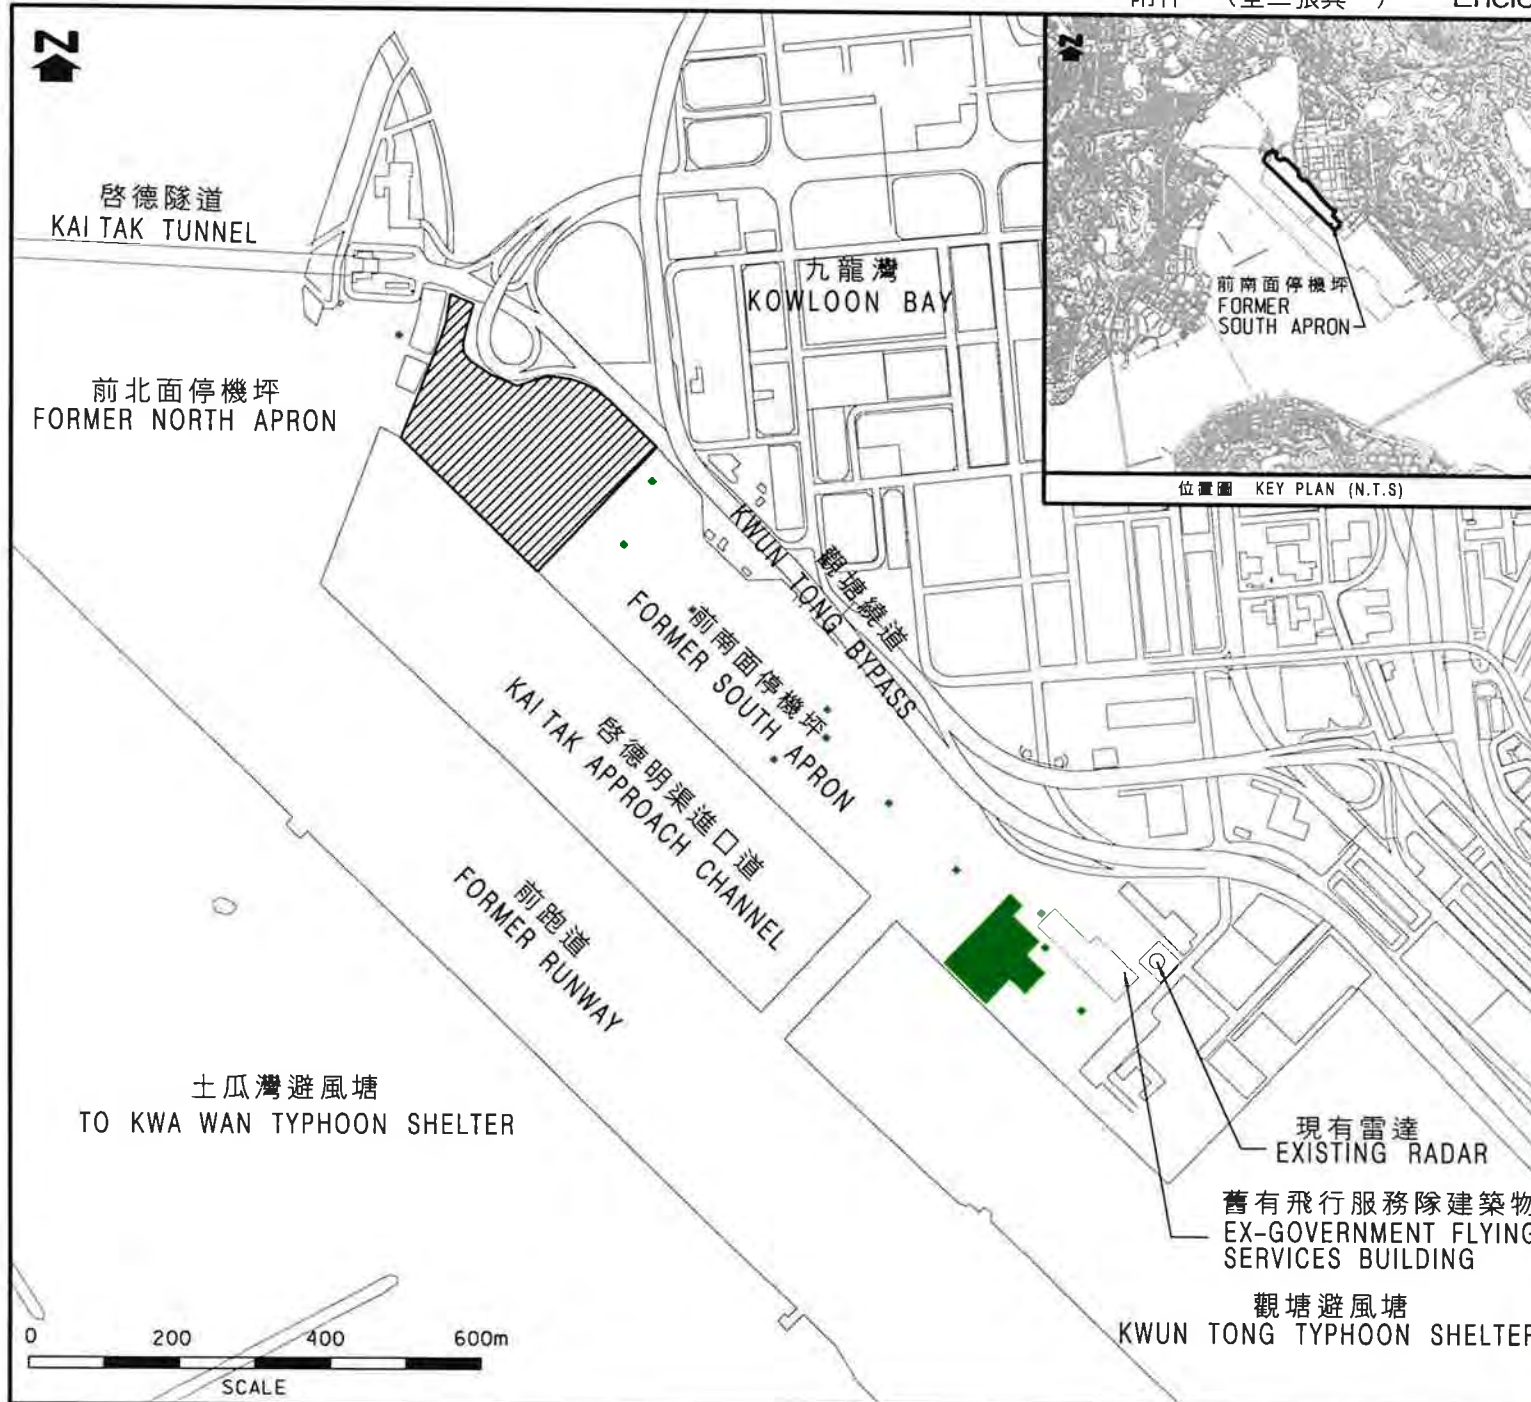 N
N
啓德隧道
KAI TAK TUNNEL
九龍灣
KOWLOON BAY
前南面停機坪
FORMER
SOUTH APRON
前北面停機坪
FORMER NORTH APRON
位置圖 KEY PLAN (N.T.S)
觀塘繞道
KWUN TONG BYPASS
前南面停機坪
FORMER SOUTH APRON
啓德明渠進口道
KAI TAK APPROACH CHANNEL
前跑道
FORMER RUNWAY
土瓜灣避風塘
TO KWA WAN TYPHOON SHELTER
現有雷達
EXISTING RADAR
舊有飛行服務隊建築物
EX-GOVERNMENT FLYING
SERVICES BUILDING
觀塘避風塘
KWUN TONG TYPHOON SHELTER
0 200 400 600m
SCALE